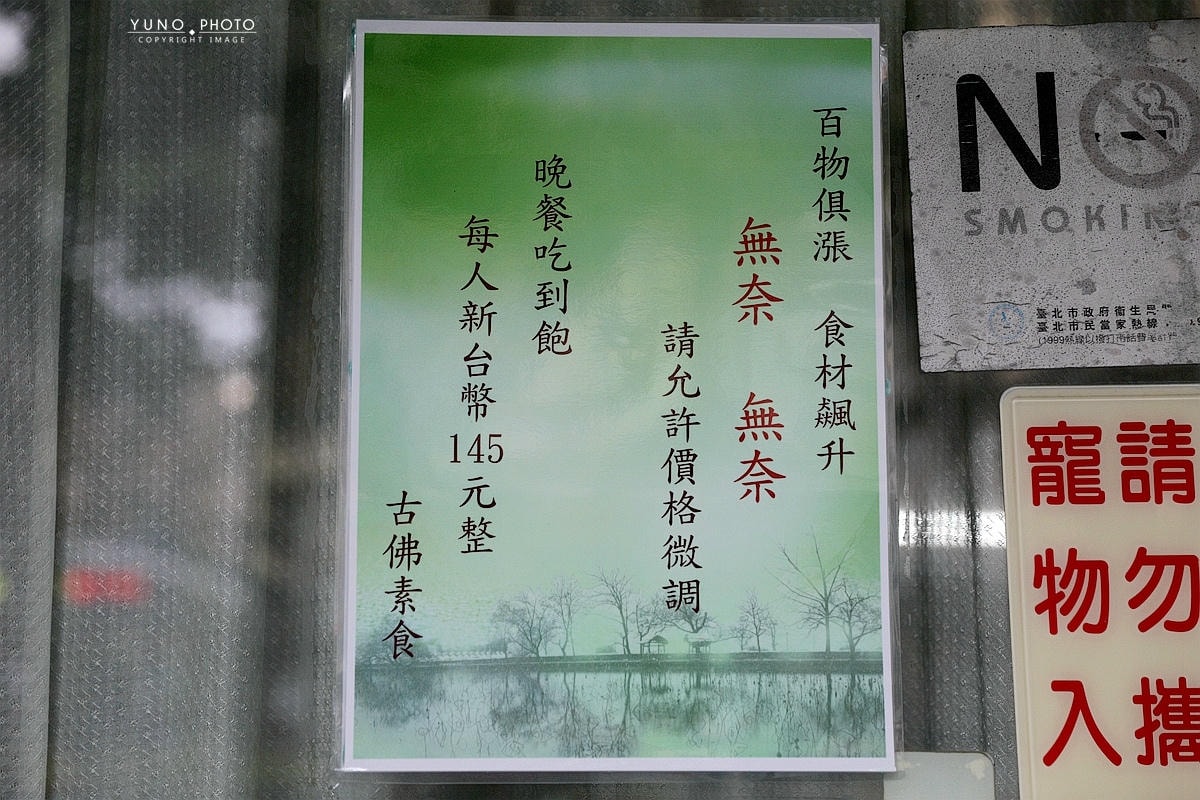 YUNO PHOTO
COPYRIGHT IMAGE
百物俱漲 食材飆升
無奈 無奈
請允許價格微調
晚餐吃到飽
每人新台幣145元整
古佛素食
N
SMOKIN
臺北市政府衛生
臺北市民當家熱線
請勿攜
寵物入